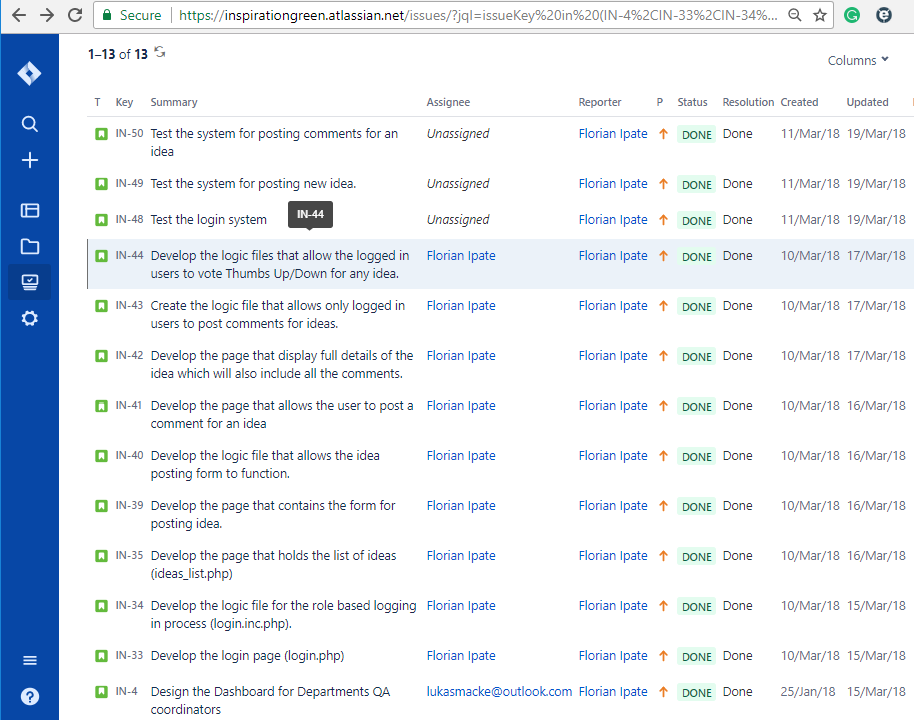 Secure https://inspirationgreen.atlassian.net/issues/?jql=issueKey%20in%20(IN-4%2CIN-33%2CIN-34%...
1–13 of 13
Columns
T Key Summary Assignee Reporter P Status Resolution Created Updated
IN-50 Test the system for posting comments for an Unassigned Florian Ipate DONE Done 11/Mar/18 19/Mar/18
idea
IN-49 Test the system for posting new idea. Unassigned Florian Ipate DONE Done 11/Mar/18 19/Mar/18
IN-48 Test the login system Unassigned Florian Ipate DONE Done 11/Mar/18 19/Mar/18
IN-44
IN-44 Develop the logic files that allow the logged in Florian Ipate Florian Ipate DONE Done 10/Mar/18 17/Mar/18
users to vote Thumbs Up/Down for any idea.
IN-43 Create the logic file that allows only logged in Florian Ipate Florian Ipate DONE Done 10/Mar/18 17/Mar/18
users to post comments for ideas.
IN-42 Develop the page that display full details of the Florian Ipate Florian Ipate DONE Done 10/Mar/18 17/Mar/18
idea which will also include all the comments.
IN-41 Develop the page that allows the user to post a Florian Ipate Florian Ipate DONE Done 10/Mar/18 16/Mar/18
comment for an idea
IN-40 Develop the logic file that allows the idea Florian Ipate Florian Ipate DONE Done 10/Mar/18 16/Mar/18
posting form to function.
IN-39 Develop the page that contains the form for Florian Ipate Florian Ipate DONE Done 10/Mar/18 16/Mar/18
posting idea.
IN-35 Develop the page that holds the list of ideas Florian Ipate Florian Ipate DONE Done 10/Mar/18 16/Mar/18
(ideas_list.php)
IN-34 Develop the logic file for the role based logging Florian Ipate Florian Ipate DONE Done 10/Mar/18 15/Mar/18
in process (login.inc.php).
IN-33 Develop the login page (login.php) Florian Ipate Florian Ipate DONE Done 10/Mar/18 15/Mar/18
IN-4 Design the Dashboard for Departments QA lukasmacke@outlook.com Florian Ipate DONE Done 25/Jan/18 15/Mar/18
coordinators